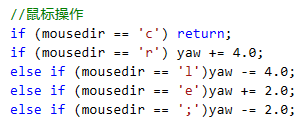 //鼠标操作
if (mousedir == 'c') return;
if (mousedir == 'r') yaw += 4.0;
else if (mousedir == 'l')yaw -= 4.0;
else if (mousedir == 'e')yaw += 2.0;
else if (mousedir == ';')yaw -= 2.0;